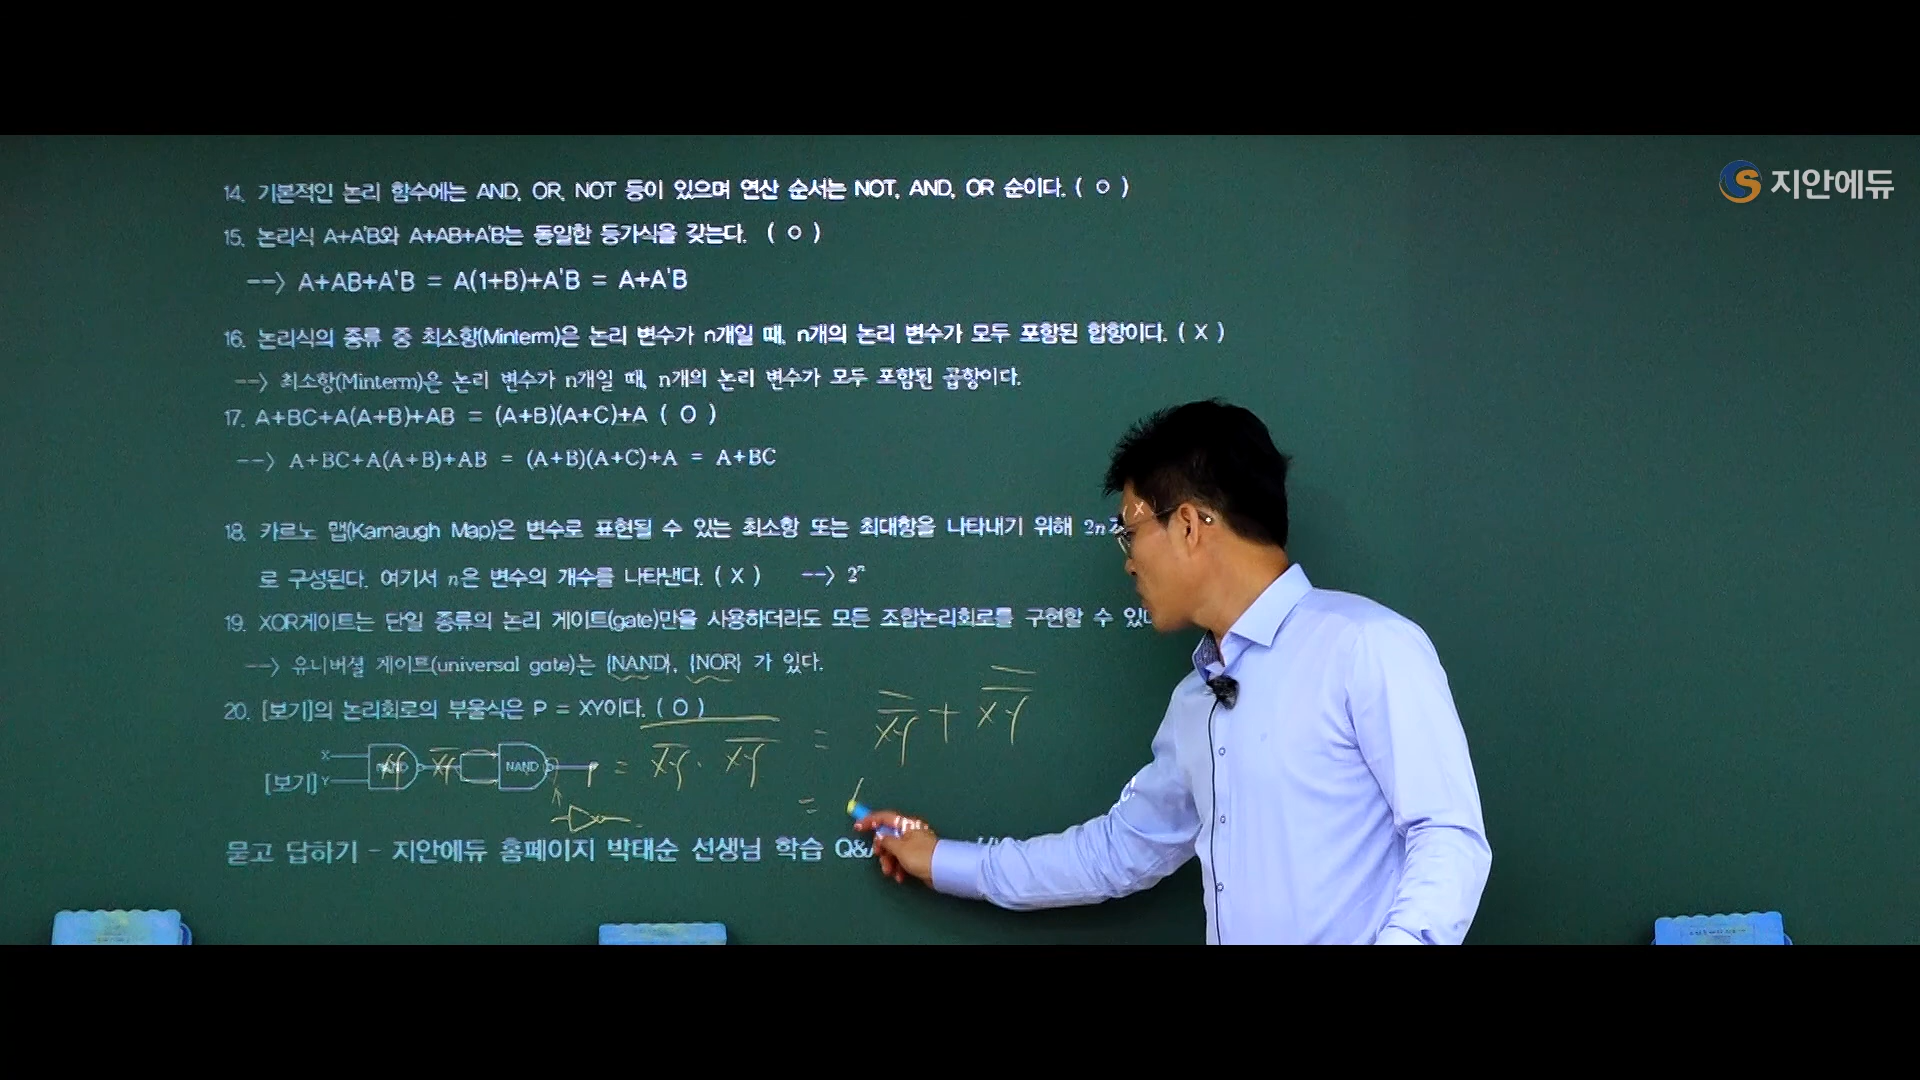 지안에듀
14. 기본적인 논리 함수에는 AND, OR, NOT 등이 있으며 연산 순서는 NOT, AND, OR 순이다. ( O )
15. 논리식 A+A'B와 A+AB+A'B는 동일한 등가식을 갖는다. ( O )
--> A+AB+A'B = A(1+B)+A'B = A+A'B
16. 논리식의 종류 중 최소항(Minterm)은 논리 변수가 n개일 때, n개의 논리 변수가 모두 포함된 합항이다. ( X )
--> 최소항(Minterm)은 논리 변수가 n개일 때, n개의 논리 변수가 모두 포함된 곱항이다.
17. A+BC+A(A+B)+AB = (A+B)(A+C)+A ( O )
--> A+BC+A(A+B)+AB = (A+B)(A+C)+A = A+BC
18. 카르노 맵(Karnaugh Map)은 변수로 표현될 수 있는 최소항 또는 최대항을 나타내기 위해 2n
로 구성된다. 여기서 n은 변수의 개수를 나타낸다. ( X ) --> 2ⁿ
19. XOR게이트는 단일 종류의 논리 게이트(gate)만을 사용하더라도 모든 조합논리회로를 구현할 수
--> 유니버셜 게이트(universal gate)는 {NAND}, {NOR} 가 있다.
20. [보기]의 논리회로의 부울식은 P = XY이다. ( O )
[보기] X Y NAND NAND P = XY · XY = XY + XY
=
묻고 답하기 - 지안에듀 홈페이지 박태순 선생님 학습 Q&A